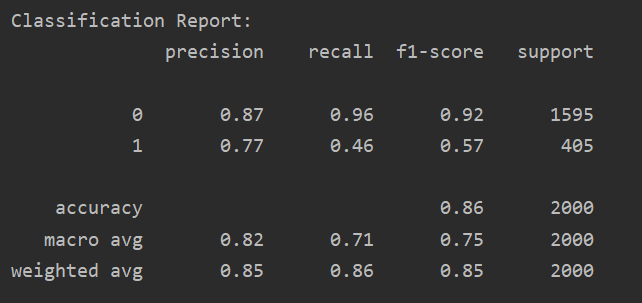 Classification Report:
precision recall f1-score support
0 0.87 0.96 0.92 1595
1 0.77 0.46 0.57 405
accuracy 0.86 2000
macro avg 0.82 0.71 0.75 2000
weighted avg 0.85 0.86 0.85 2000